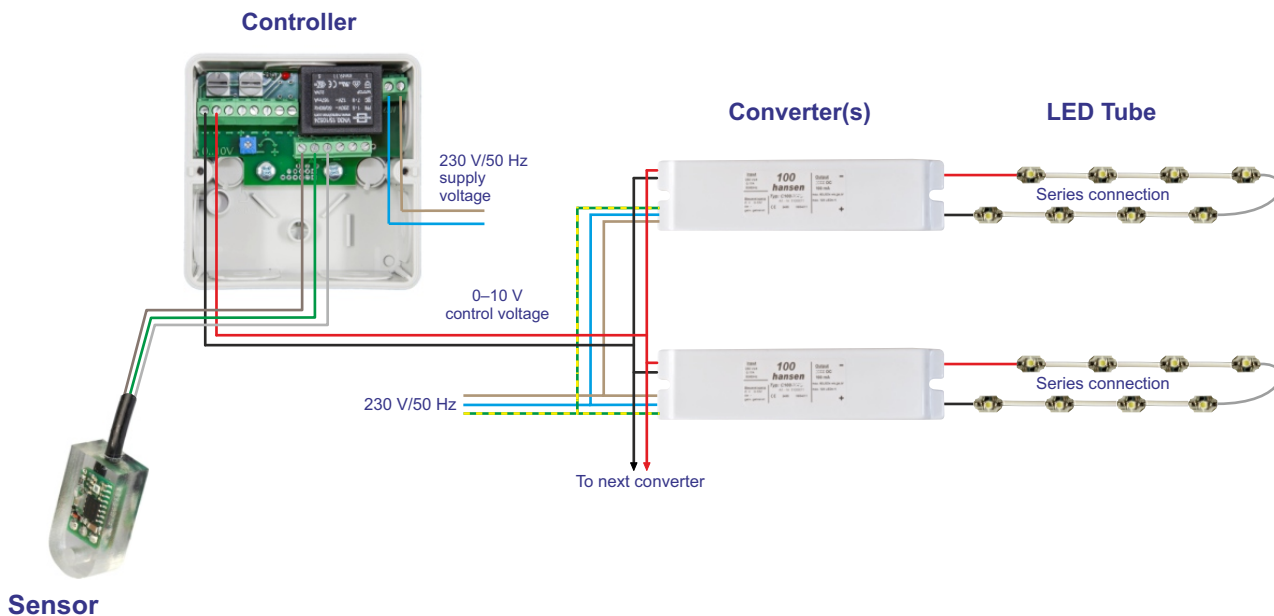 Controller
Converter(s)
LED Tube
230 V/50 Hz
supply
voltage
100
hansen
Series connection
0–10 V
control voltage
100
hansen
Series connection
230 V/50 Hz
To next converter
Sensor